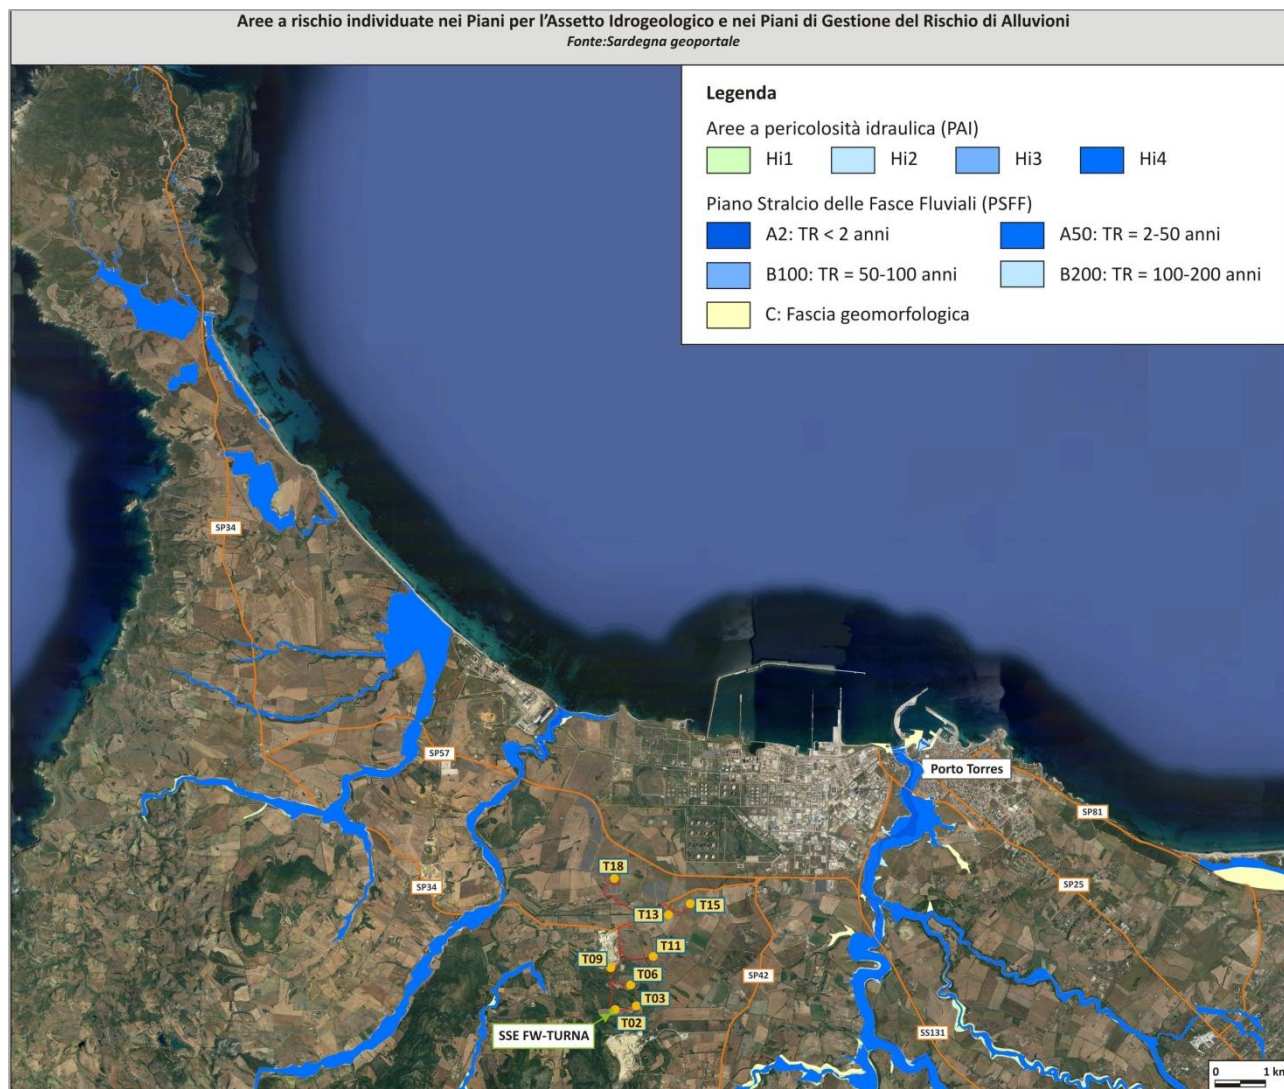 Aree a rischio individuate nei Piani per l'Assetto Idrogeologico e nei Piani di Gestione del Rischio di Alluvioni
Fonte:Sardegna geoportale
Legenda
Aree a pericolosità idraulica (PAI)
Hi1 Hi2 Hi3 Hi4
Piano Stralcio delle Fasce Fluviali (PSFF)
A2: TR < 2 anni A50: TR = 2-50 anni
B100: TR = 50-100 anni B200: TR = 100-200 anni
C: Fascia geomorfologica
SP34
SP57
Porto Torres
SP81
T18
SP34
SP25
T15
T13
T11
T09
SP42
T06
T03
T02
SSE FW-TURNA
SS131
0 1 km